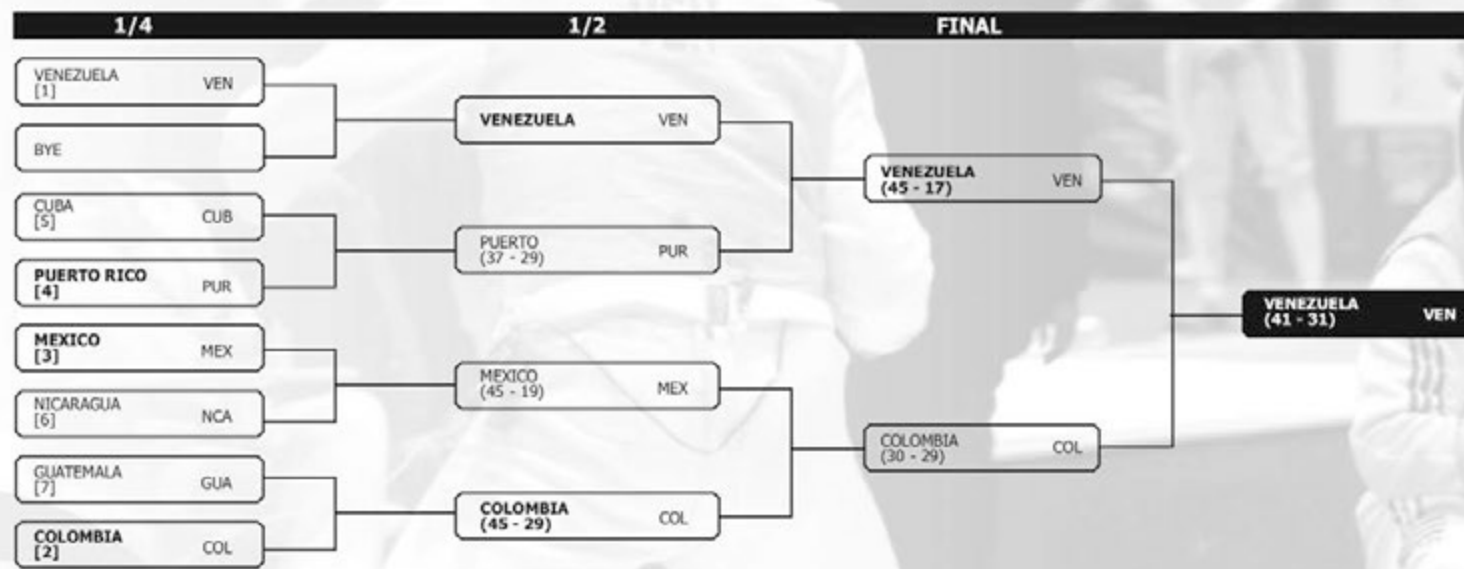 1/4 1/2 FINAL
VENEZUELA
[1] VEN
BYE
CUBA
[5] CUB
PUERTO RICO
[4] PUR
MEXICO
[3] MEX
NICARAGUA
[6] NCA
GUATEMALA
[7] GUA
COLOMBIA
[2] COL
VENEZUELA VEN
PUERTO
(37 - 29) PUR
MEXICO
(45 - 19) MEX
COLOMBIA
(45 - 29) COL
VENEZUELA
(45 - 17) VEN
COLOMBIA
(30 - 29) COL
VENEZUELA
(41 - 31) VEN